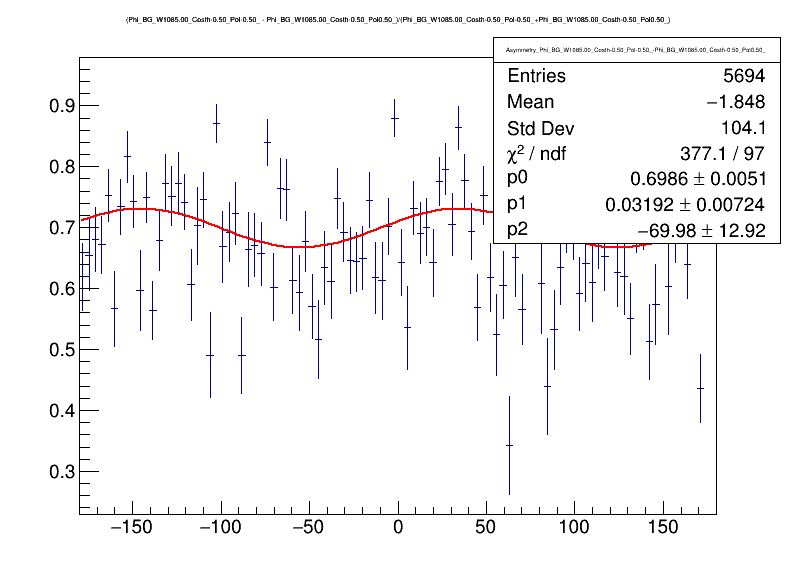 (Phi_BG_W1085.00_Costh-0.50_Pol-0.50_ - Phi_BG_W1085.00_Costh-0.50_Pol0.50_)/(Phi_BG_W1085.00_Costh-0.50_Pol-0.50_+Phi_BG_W1085.00_Costh-0.50_Pol0.50_)
Asymmetry_Phi_BG_W1085.00_Costh-0.50_Pol-0.50_-Phi_BG_W1085.00_Costh-0.50_Pol0.50_
Entries 5694
Mean −1.848
Std Dev 104.1
χ² / ndf 377.1 / 97
p0 0.6986 ± 0.0051
p1 0.03192 ± 0.00724
p2 −69.98 ± 12.92
0.9
0.8
0.7
0.6
0.5
0.4
0.3
−150 −100 −50 0 50 100 150